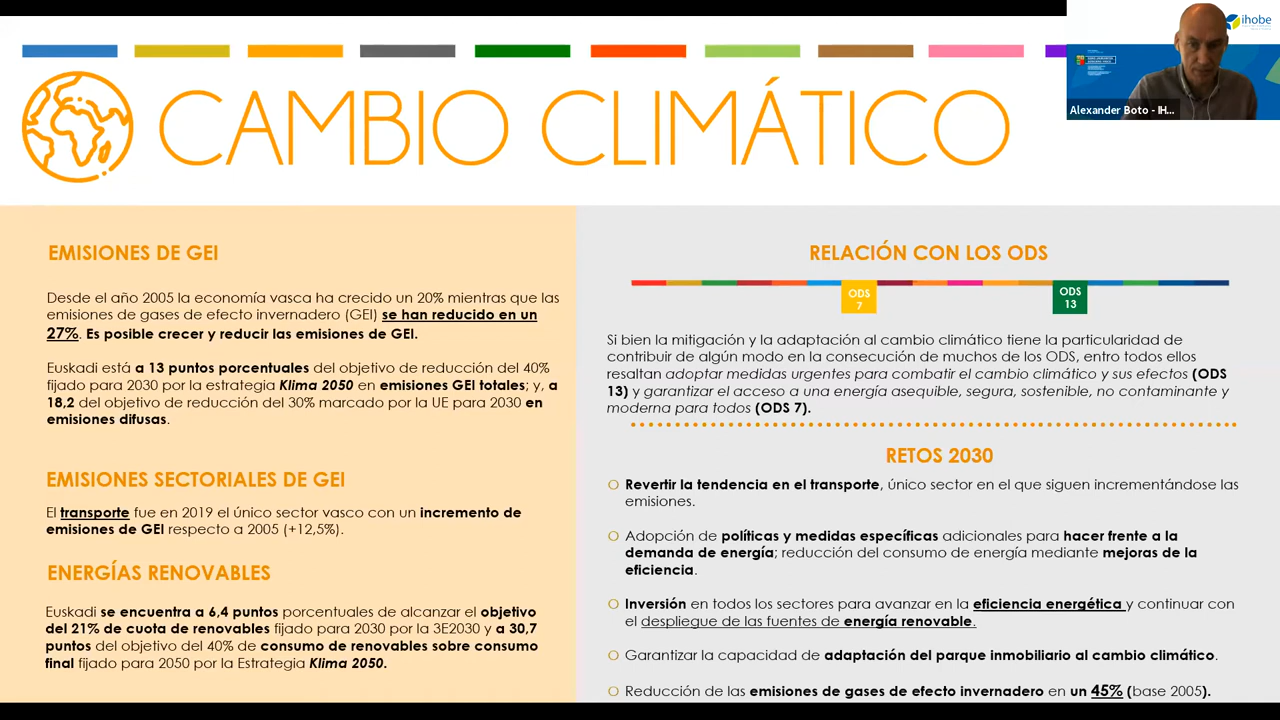 ihobe
Alexander Boto - IH...
CAMBIO CLIMÁTICO
EMISIONES DE GEI
Desde el año 2005 la economía vasca ha crecido un 20% mientras que las
emisiones de gases de efecto invernadero (GEI) se han reducido en un
27%. Es posible crecer y reducir las emisiones de GEI.
Euskadi está a 13 puntos porcentuales del objetivo de reducción del 40%
fijado para 2030 por la estrategia Klima 2050 en emisiones GEI totales; y, a
18,2 del objetivo de reducción del 30% marcado por la UE para 2030 en
emisiones difusas.
EMISIONES SECTORIALES DE GEI
El transporte fue en 2019 el único sector vasco con un incremento de
emisiones de GEI respecto a 2005 (+12,5%).
ENERGÍAS RENOVABLES
Euskadi se encuentra a 6,4 puntos porcentuales de alcanzar el objetivo
del 21% de cuota de renovables fijado para 2030 por la 3E2030 y a 30,7
puntos del objetivo del 40% de consumo de renovables sobre consumo
final fijado para 2050 por la Estrategia Klima 2050.
RELACIÓN CON LOS ODS
ODS
7
ODS
13
Si bien la mitigación y la adaptación al cambio climático tiene la particularidad de
contribuir de algún modo en la consecución de muchos de los ODS, entro todos ellos
resaltan adoptar medidas urgentes para combatir el cambio climático y sus efectos (ODS
13) y garantizar el acceso a una energía asequible, segura, sostenible, no contaminante y
moderna para todos (ODS 7).
RETOS 2030
Revertir la tendencia en el transporte, único sector en el que siguen incrementándose las
emisiones.
Adopción de políticas y medidas específicas adicionales para hacer frente a la
demanda de energía; reducción del consumo de energía mediante mejoras de la
eficiencia.
Inversión en todos los sectores para avanzar en la eficiencia energética y continuar con
el despliegue de las fuentes de energía renovable.
Garantizar la capacidad de adaptación del parque inmobiliario al cambio climático.
Reducción de las emisiones de gases de efecto invernadero en un 45% (base 2005).